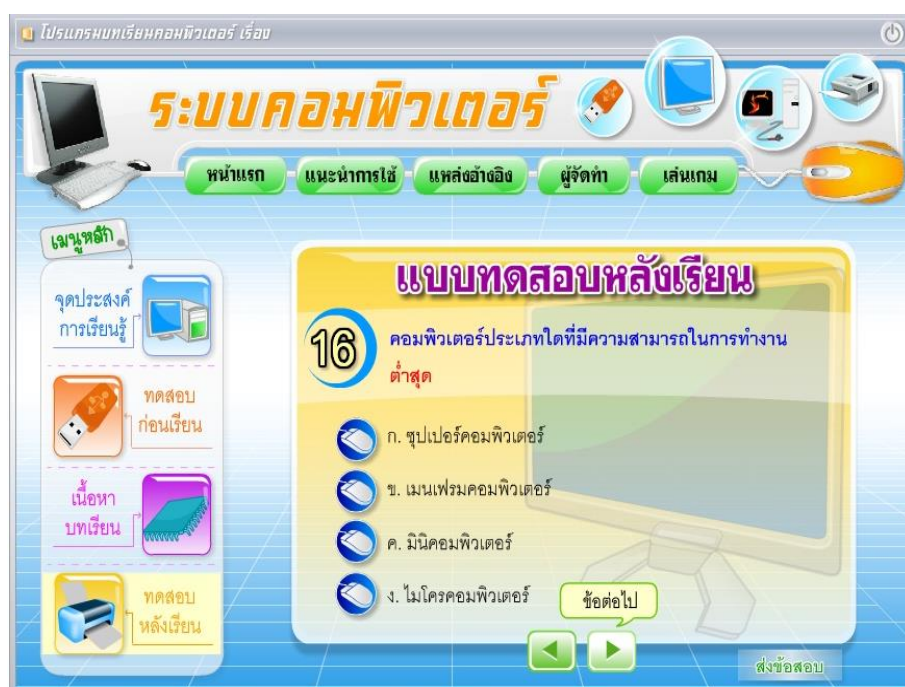 โปรแกรมบทเรียนคอมพิวเตอร์ เรื่อง
ระบบคอมพิวเตอร์
หน้าแรก แนะนำการใช้ แหล่งอ้างอิง ผู้จัดทำ เล่นเกม
เมนูหลัก
จุดประสงค์
การเรียนรู้
ทดสอบ
ก่อนเรียน
เนื้อหา
บทเรียน
ทดสอบ
หลังเรียน
แบบทดสอบหลังเรียน
16 คอมพิวเตอร์ประเภทใดที่มีความสามารถในการทำงาน
ต่ำสุด
ก. ซุปเปอร์คอมพิวเตอร์
ข. เมนเฟรมคอมพิวเตอร์
ค. มินิคอมพิวเตอร์
ง. ไมโครคอมพิวเตอร์
ข้อต่อไป
ส่งข้อสอบ